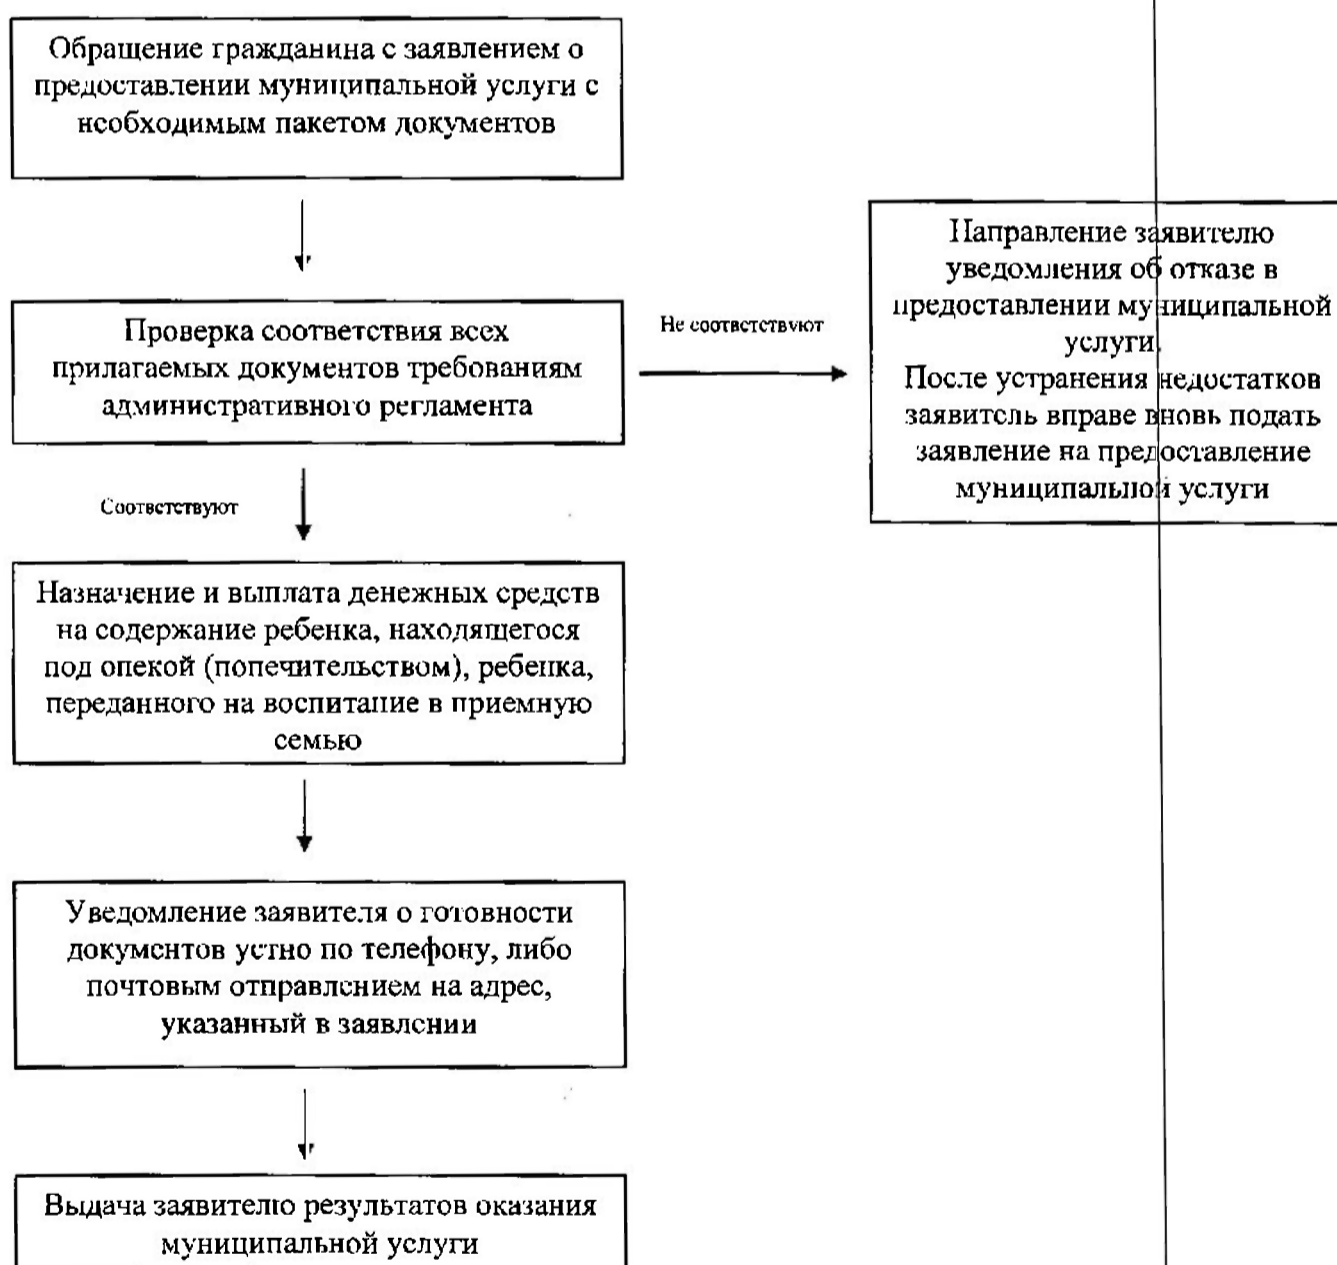 Обращение гражданина с заявлением о
предоставлении муниципальной услуги с
необходимым пакетом документов
Проверка соответствия всех
прилагаемых документов требованиям
административного регламента
Не соответствуют
Направление заявителю
уведомления об отказе в
предоставлении муниципальной
услуги.
После устранения недостатков
заявитель вправе вновь подать
заявление на предоставление
муниципальной услуги
Соответствуют
Назначение и выплата денежных средств
на содержание ребенка, находящегося
под опекой (попечительством), ребенка,
переданного на воспитание в приемную
семью
Уведомление заявителя о готовности
документов устно по телефону, либо
почтовым отправлением на адрес,
указанный в заявлении
Выдача заявителю результатов оказания
муниципальной услуги